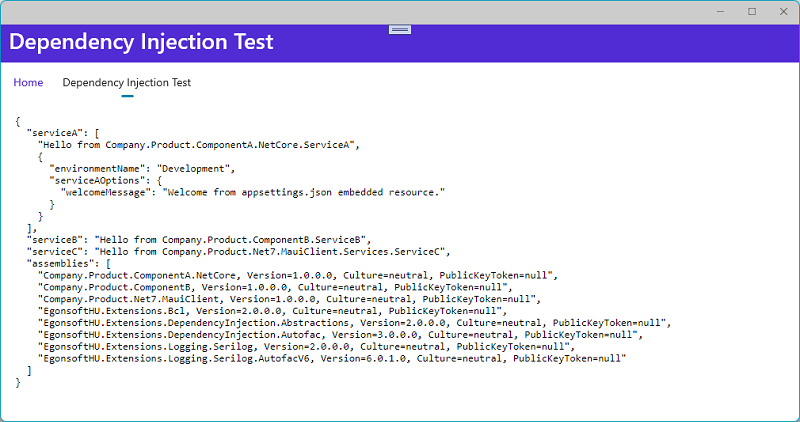 Dependency Injection Test
Home Dependency Injection Test
{
  "serviceA": [
    "Hello from Company.Product.ComponentA.NetCore.ServiceA",
    {
      "environmentName": "Development",
      "serviceAOptions": {
        "welcomeMessage": "Welcome from appsettings.json embedded resource."
      }
    }
  ],
  "serviceB": "Hello from Company.Product.ComponentB.ServiceB",
  "serviceC": "Hello from Company.Product.Net7.MauiClient.Services.ServiceC",
  "assemblies": [
    "Company.Product.ComponentA.NetCore, Version=1.0.0.0, Culture=neutral, PublicKeyToken=null",
    "Company.Product.ComponentB, Version=1.0.0.0, Culture=neutral, PublicKeyToken=null",
    "Company.Product.Net7.MauiClient, Version=1.0.0.0, Culture=neutral, PublicKeyToken=null",
    "EgonsoftHU.Extensions.Bcl, Version=2.0.0.0, Culture=neutral, PublicKeyToken=null",
    "EgonsoftHU.Extensions.DependencyInjection.Abstractions, Version=2.0.0.0, Culture=neutral, PublicKeyToken=null",
    "EgonsoftHU.Extensions.DependencyInjection.Autofac, Version=3.0.0.0, Culture=neutral, PublicKeyToken=null",
    "EgonsoftHU.Extensions.Logging.Serilog, Version=2.0.0.0, Culture=neutral, PublicKeyToken=null",
    "EgonsoftHU.Extensions.Logging.Serilog.AutofacV6, Version=6.0.1.0, Culture=neutral, PublicKeyToken=null"
  ]
}